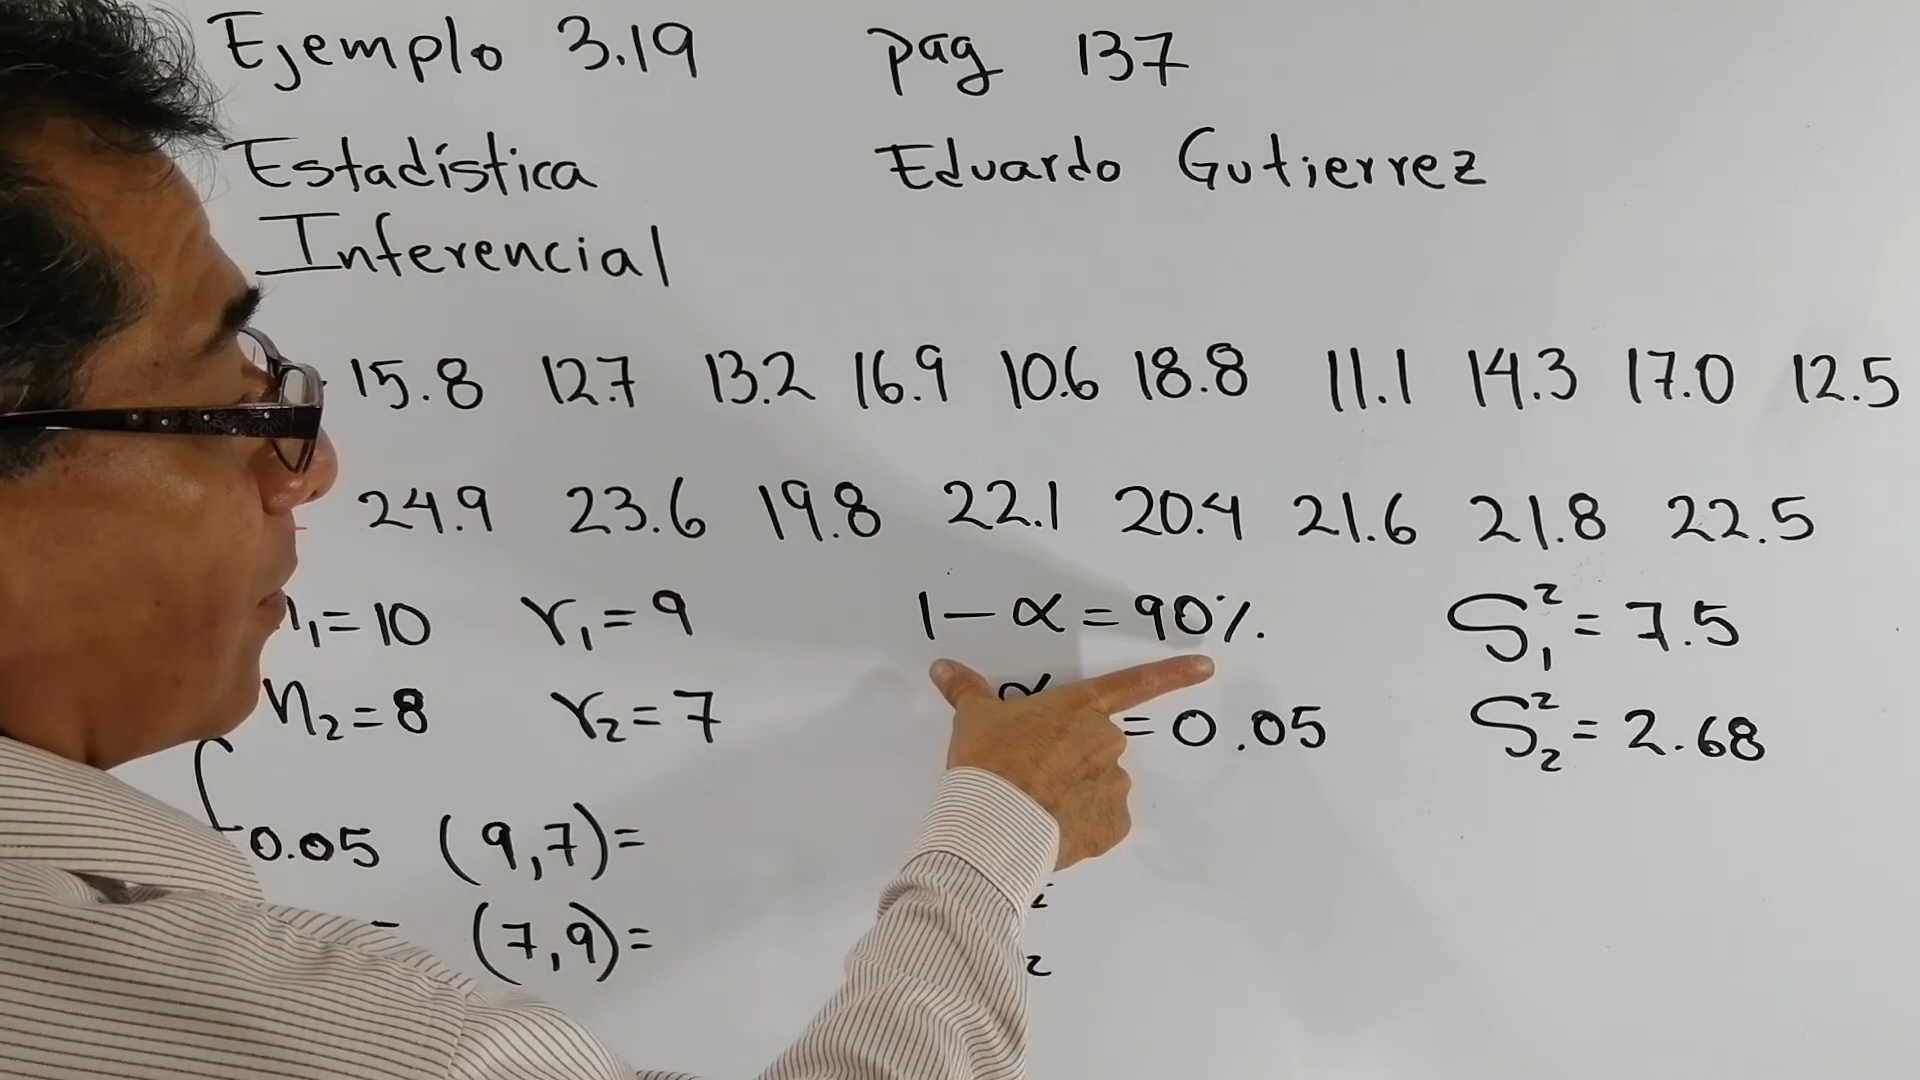 Ejemplo 3.19 pag 137
Estadística Eduardo Gutierrez
Inferencial
15.8 12.7 13.2 16.9 10.6 18.8 11.1 14.3 17.0 12.5
24.9 23.6 19.8 22.1 20.4 21.6 21.8 22.5
n₁=10 r₁=9 1-α=90% S₁²=7.5
n₂=8 r₂=7 =0.05 S₂²=2.68
0.05 (9,7)=
(7,9)=